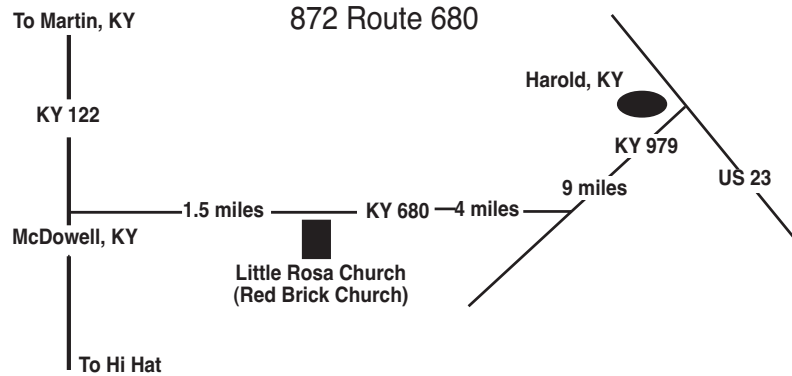 To Martin, KY
872 Route 680
Harold, KY
KY 122
KY 979
US 23
9 miles
1.5 miles
KY 680
4 miles
McDowell, KY
Little Rosa Church
(Red Brick Church)
To Hi Hat